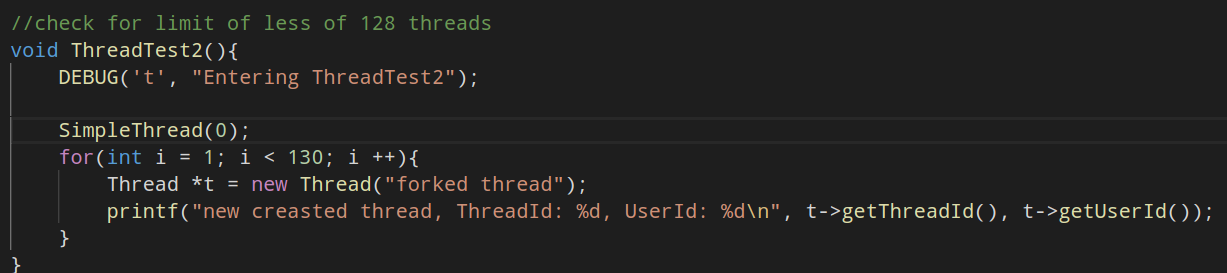 //check for limit of less of 128 threads
void ThreadTest2(){
    DEBUG('t', "Entering ThreadTest2");
    SimpleThread(0);
    for(int i = 1; i < 130; i ++){
        Thread *t = new Thread("forked thread");
        printf("new creasted thread, ThreadId: %d, UserId: %d\n", t->getThreadId(), t->getUserId());
    }
}